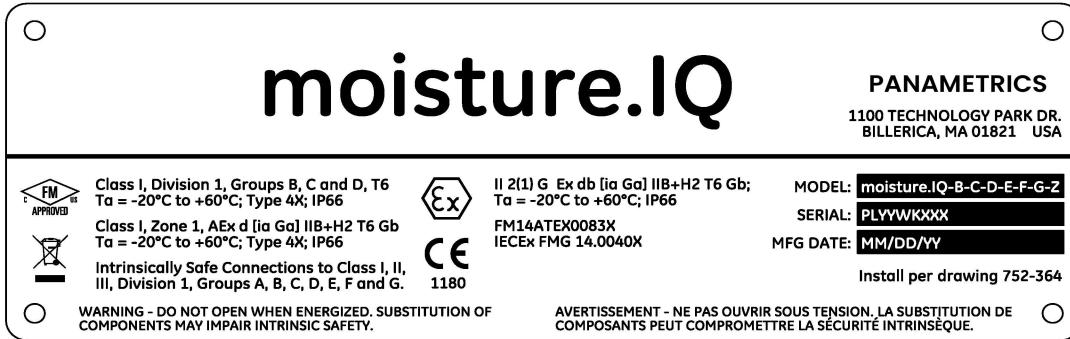 moisture.IQ
PANAMETRICS
1100 TECHNOLOGY PARK DR.
BILLERICA, MA 01821 USA
FM
C US
APPROVED
Class I, Division 1, Groups B, C and D, T6
Ta = -20°C to +60°C; Type 4X; IP66
Class I, Zone 1, AEx d [ia Ga] IIB+H2 T6 Gb
Ta = -20°C to +60°C; Type 4X; IP66
Intrinsically Safe Connections to Class I, II,
III, Division 1, Groups A, B, C, D, E, F and G.
Ex
CE
1180
II 2(1) G Ex db [ia Ga] IIB+H2 T6 Gb;
Ta = -20°C to +60°C; IP66
FM14ATEX0083X
IECEx FMG 14.0040X
MODEL: moisture.IQ-B-C-D-E-F-G-Z
SERIAL: PLYYWKXXX
MFG DATE: MM/DD/YY
Install per drawing 752-364
WARNING - DO NOT OPEN WHEN ENERGIZED. SUBSTITUTION OF
COMPONENTS MAY IMPAIR INTRINSIC SAFETY.
AVERTISSEMENT - NE PAS OUVRIR SOUS TENSION. LA SUBSTITUTION DE
COMPOSANTS PEUT COMPROMETTRE LA SÉCURITÉ INTRINSÈQUE.